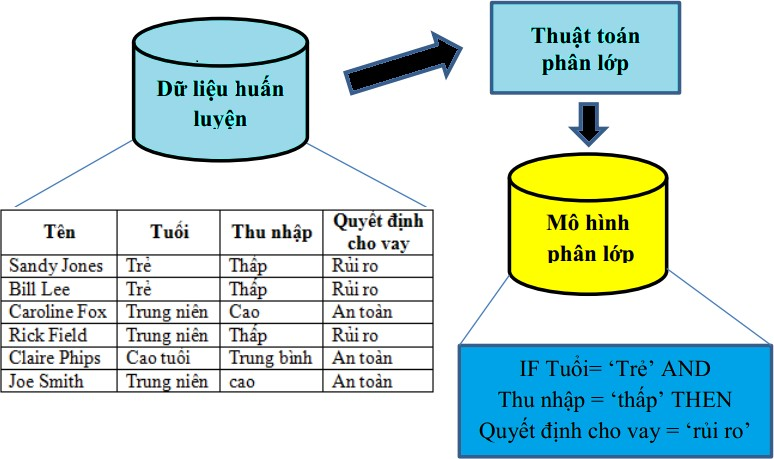 Thuật toán
phân lớp
Dữ liệu huấn
luyện
Mô hình
phân lớp
Tên Tuổi Thu nhập Quyết định cho vay
Sandy Jones Trẻ Thấp Rủi ro
Bill Lee Trẻ Thấp Rủi ro
Caroline Fox Trung niên Cao An toàn
Rick Field Trung niên Thấp Rủi ro
Claire Phips Cao tuổi Trung bình An toàn
Joe Smith Trung niên cao An toàn
IF Tuổi= ‘Trẻ’ AND
Thu nhập = ‘thấp’ THEN
Quyết định cho vay = ‘rủi ro’